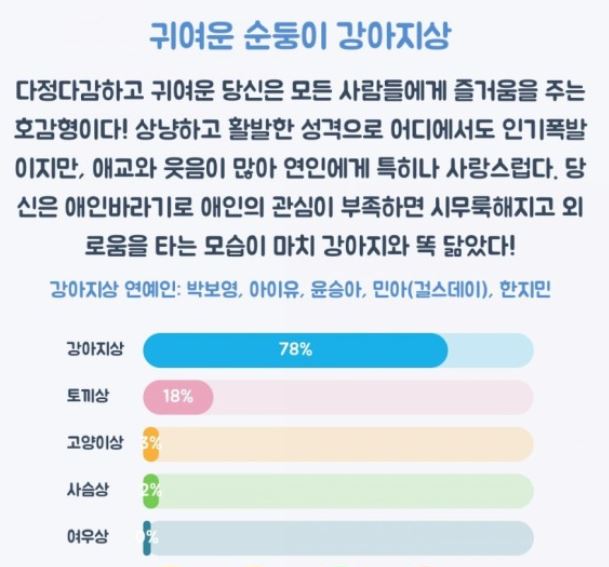 귀여운 순둥이 강아지상
다정다감하고 귀여운 당신은 모든 사람들에게 즐거움을 주는
호감형이다! 상냥하고 활발한 성격으로 어디에서도 인기폭발
이지만, 애교와 웃음이 많아 연인에게 특히나 사랑스럽다. 당
신은 애인바라기로 애인의 관심이 부족하면 시무룩해지고 외
로움을 타는 모습이 마치 강아지와 똑 닮았다!
강아지상 연예인: 박보영, 아이유, 윤승아, 민아(걸스데이), 한지민
강아지상 78%
토끼상 18%
고양이상 3%
사슴상 2%
여우상 0%